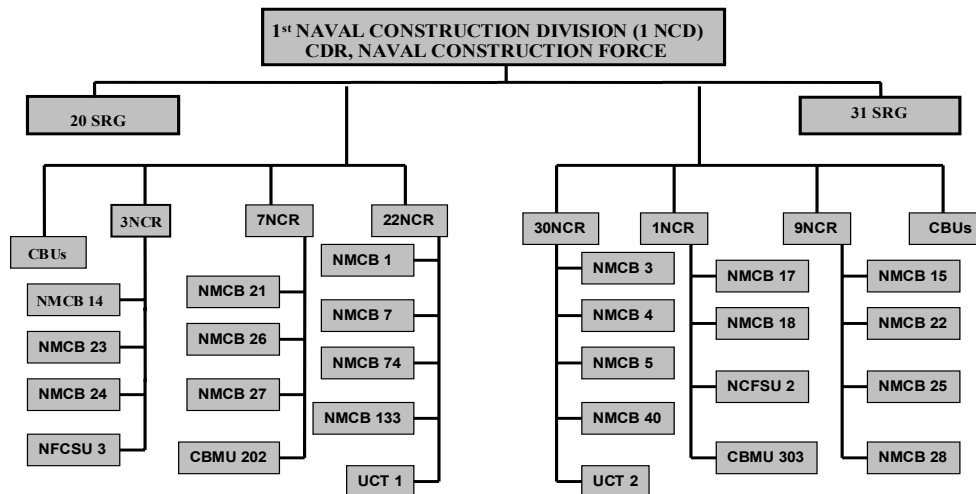 1st NAVAL CONSTRUCTION DIVISION (1 NCD)
CDR, NAVAL CONSTRUCTION FORCE
20 SRG
31 SRG
CBUs
3NCR
7NCR
22NCR
30NCR
1NCR
9NCR
CBUs
NMCB 14
NMCB 23
NMCB 24
NFCSU 3
NMCB 21
NMCB 26
NMCB 27
CBMU 202
NMCB 1
NMCB 7
NMCB 74
NMCB 133
UCT 1
NMCB 3
NMCB 4
NMCB 5
NMCB 40
UCT 2
NMCB 17
NMCB 18
NCFSU 2
CBMU 303
NMCB 15
NMCB 22
NMCB 25
NMCB 28